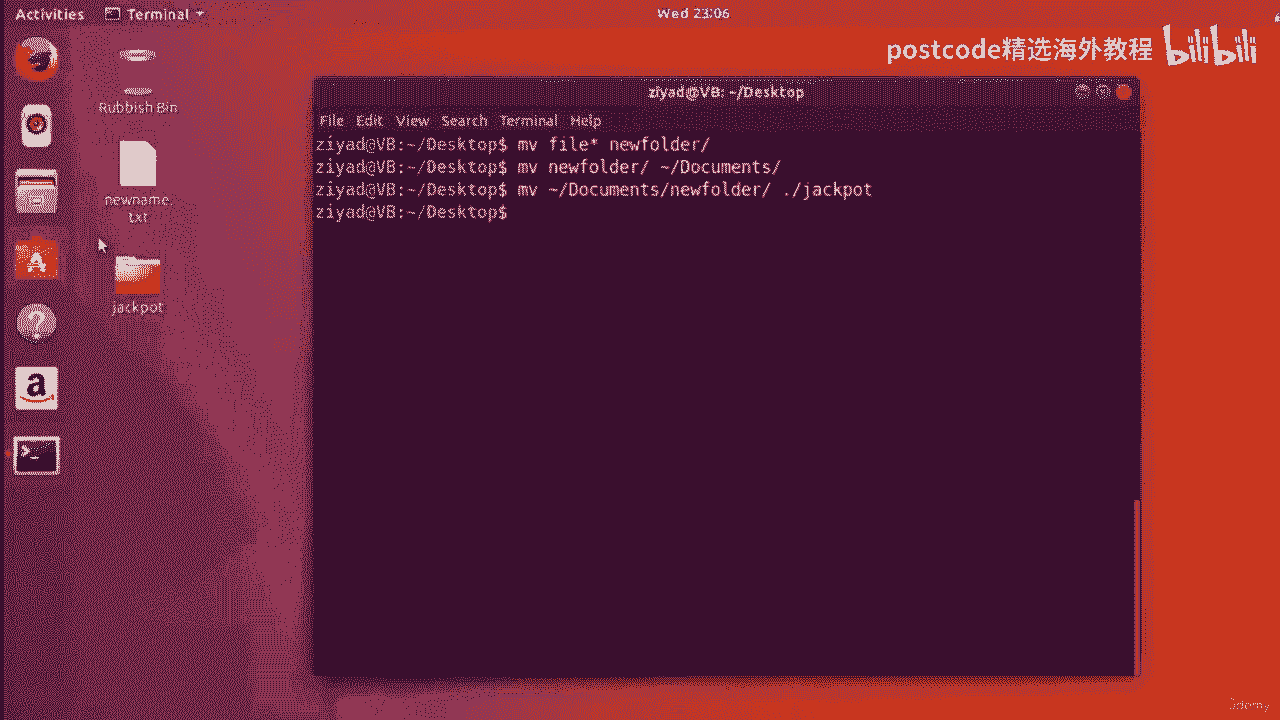 Activities
Terminal
Wed 23:06
postcode精选海外教程 bilibili
Rubbish Bin
newname.
txt
jackpot
ziyad@VB: ~/Desktop
File Edit View Search Terminal Help
ziyad@VB:~/Desktop$ mv file* newfolder/
ziyad@VB:~/Desktop$ mv newfolder/ ~/Documents/
ziyad@VB:~/Desktop$ mv ~/Documents/newfolder/ ./jackpot
ziyad@VB:~/Desktop$
Udemy